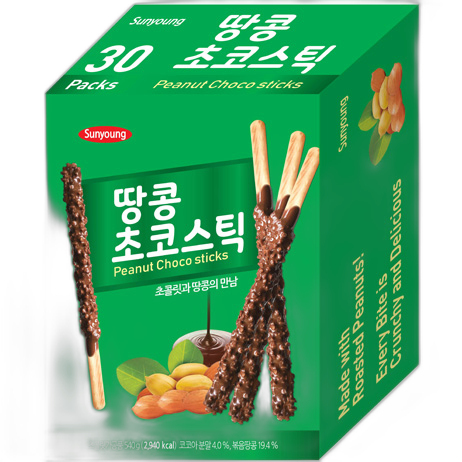 Sunyoung
땅콩
초코스틱
30
Packs
Peanut Choco sticks
Sunyoung
땅콩
초코스틱
Peanut Choco sticks
초콜릿과 땅콩의 만남
540g(2,940 kcal) 코코아 분말 4.0 %, 볶음땅콩 19.4 %
Sunyoung
Made with
Roasted Peanuts!
Every Bite is
Crunchy and Delicious